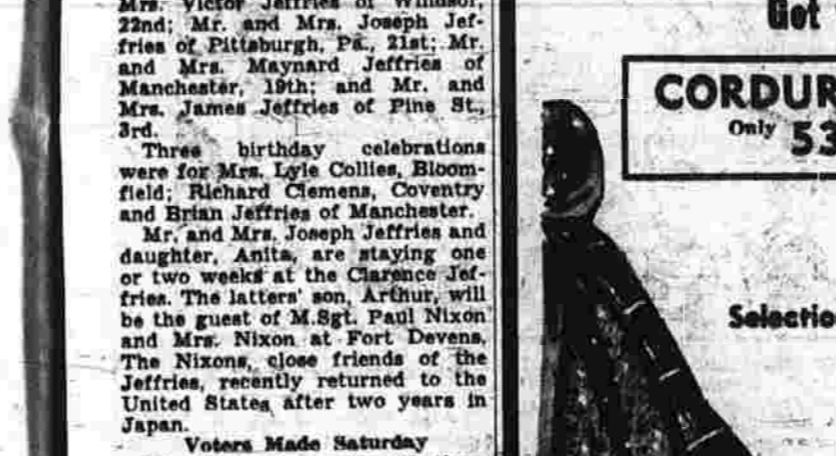 Mrs. Victor Jeffries of Windsor,
22nd; Mr. and Mrs. Joseph Jef-
fries of Pittsburgh, Pa., 21st; Mr.
and Mrs. Maynard Jeffries of
Manchester, 19th; and Mr. and
Mrs. James Jeffries of Pine St.,
3rd.
Three birthday celebrations
were for Mrs. Lyle Collies, Bloom-
field; Richard Clemens, Coventry
and Brian Jeffries of Manchester.
Mr. and Mrs. Joseph Jeffries and
daughter, Anita, are staying one
or two weeks at the Clarence Jef-
fries. The latters' son, Arthur, will
be the guest of M.Sgt. Paul Nixon
and Mrs. Nixon at Fort Devens.
The Nixons, close friends of the
Jeffries, recently returned to the
United States after two years in
Japan.
Voters Made Saturday
Get
CORDUR
Only 53
Selectio